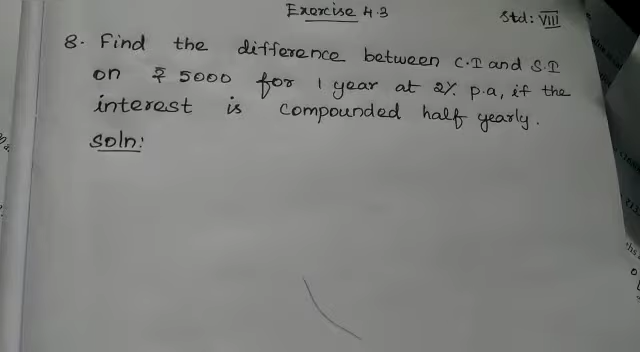 Exercise 4.3
Std: VIII
8. Find the difference between C.I and S.I
on ₹ 5000 for 1 year at 2% p.a, if the
interest is compounded half yearly.
Soln: